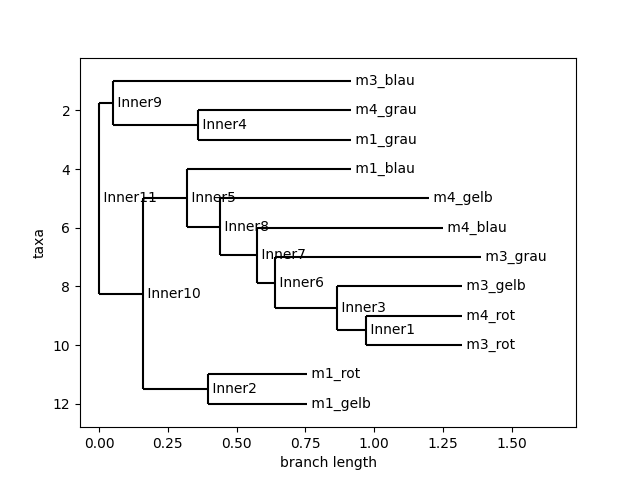 m3_blau
Inner9
2
m4_grau
Inner4
m1_grau
4
m1_blau
Inner11
Inner5
m4_gelb
6
Inner8
m4_blau
taxa
Inner7
m3_grau
Inner6
8
m3_gelb
Inner10
Inner3
m4_rot
Inner1
10
m3_rot
m1_rot
Inner2
12
m1_gelb
0.00 0.25 0.50 0.75 1.00 1.25 1.50
branch length